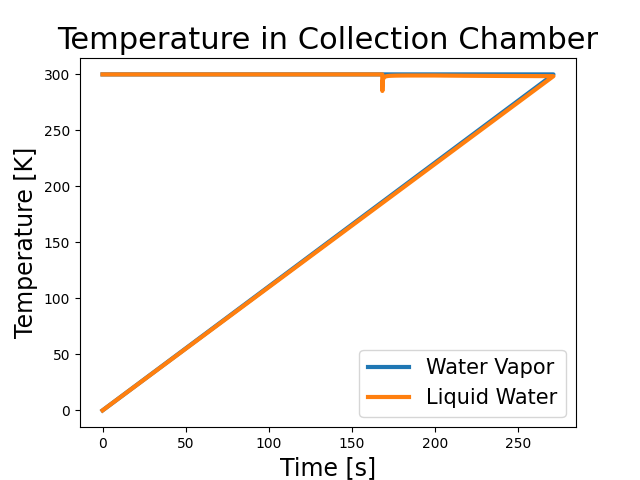 Temperature in Collection Chamber
Temperature [K]
300
250
200
150
100
50
0
Water Vapor
Liquid Water
0 50 100 150 200 250
Time [s]